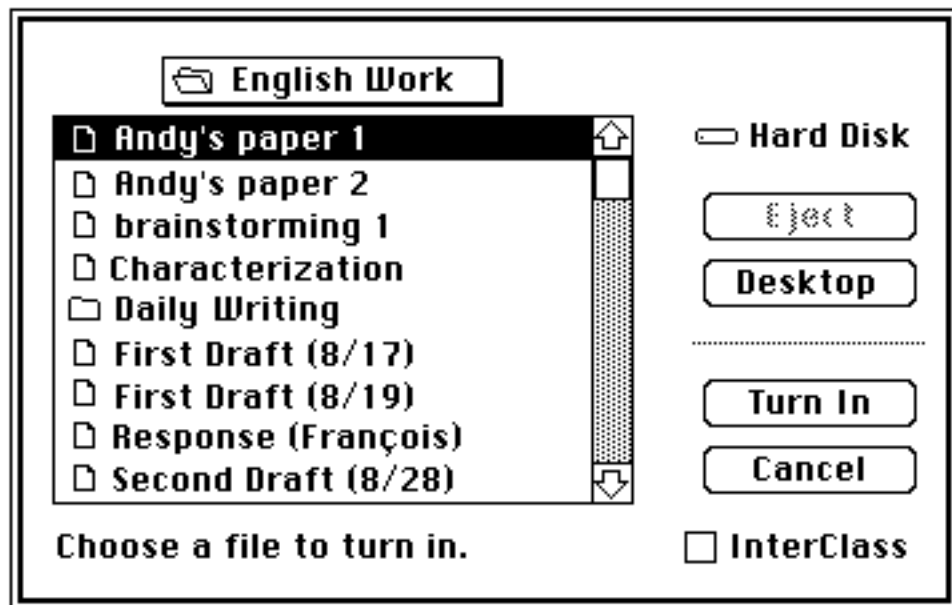 English Work
Andy's paper 1
Andy's paper 2
brainstorming 1
Characterization
Daily Writing
First Draft (8/17)
First Draft (8/19)
Response (François)
Second Draft (8/28)
Choose a file to turn in.
Hard Disk
Eject
Desktop
Turn In
Cancel
InterClass